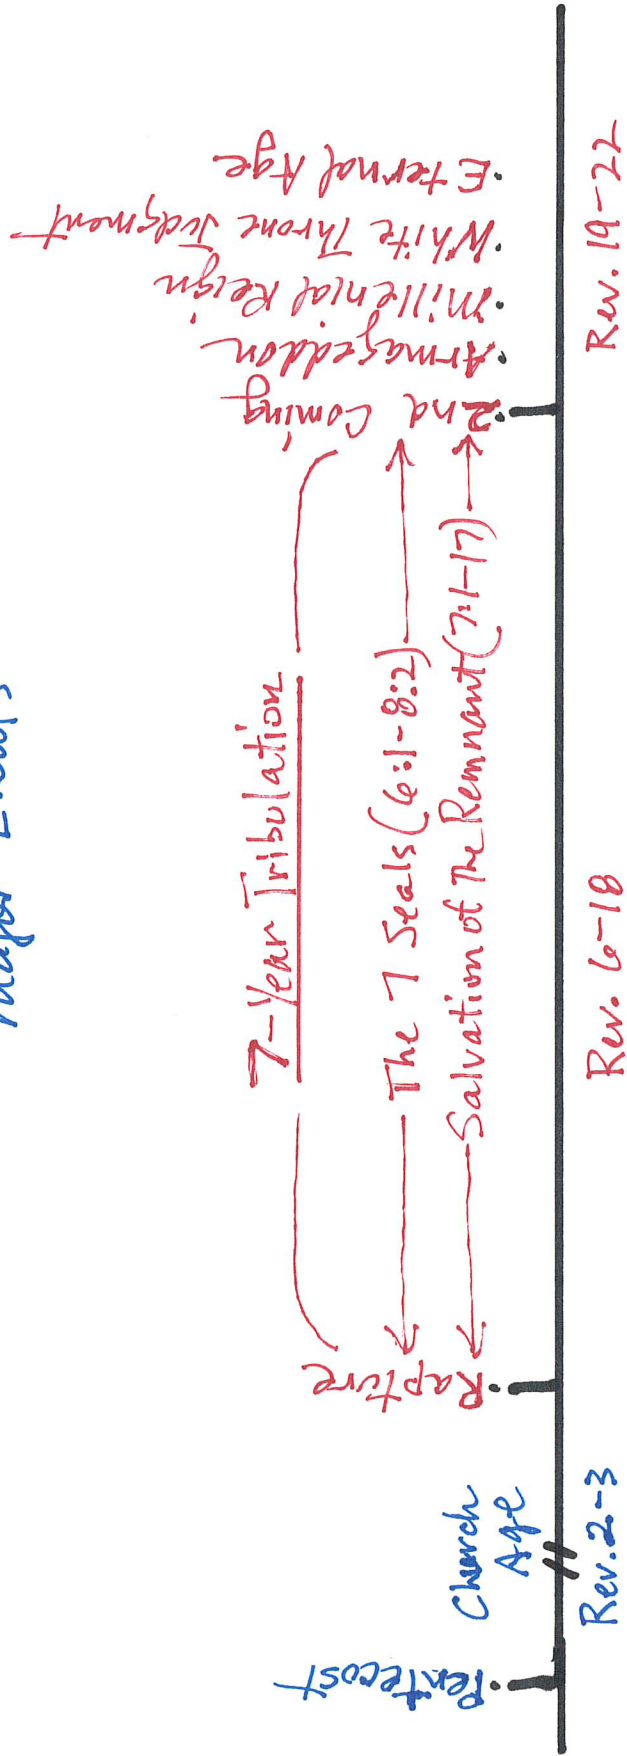 Major Events
7-Year Tribulation
The 7 Seals (6:1-8:2)
Salvation of The Remnant (7:1-17)
• Pentecost
Church
Age
• Rapture
• 2nd Coming
• Armageddon
• Millenial Reign
• White Throne Judgment
• Eternal Age
Rev. 2-3
Rev. 6-18
Rev. 19-22